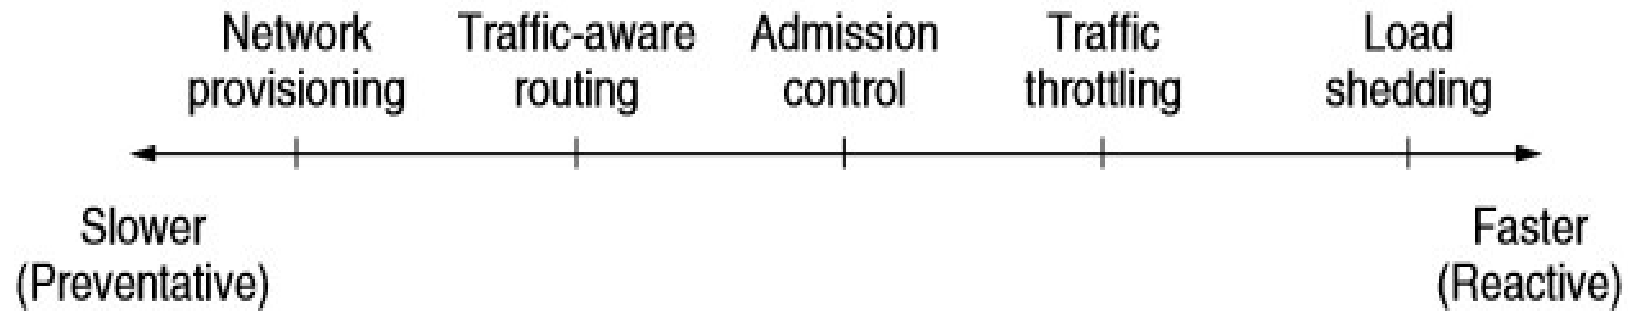 Network
provisioning
Traffic-aware
routing
Admission
control
Traffic
throttling
Load
shedding
Slower
(Preventative)
Faster
(Reactive)